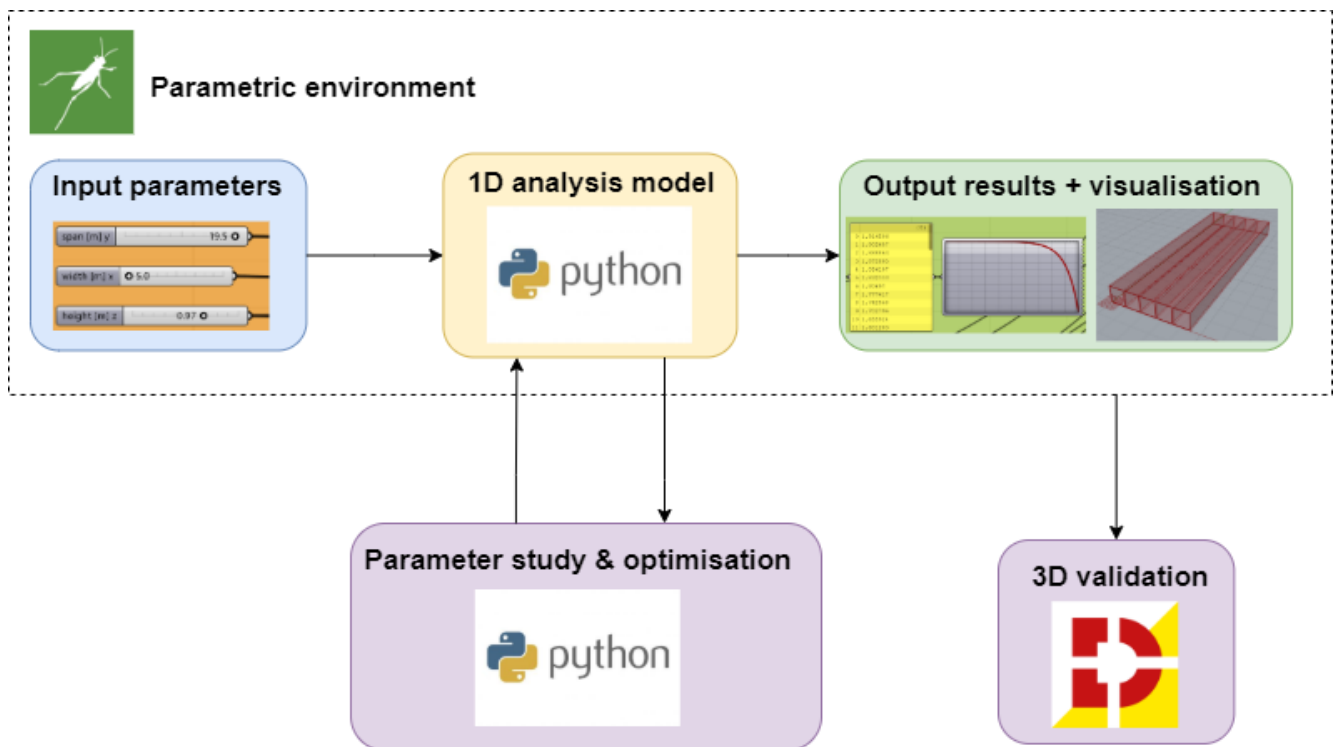 Parametric environment
Input parameters
span [m] y 19.5
width [m] x 5.0
height [m] z 0.97
1D analysis model
python
Output results + visualisation
Parameter study & optimisation
python
3D validation